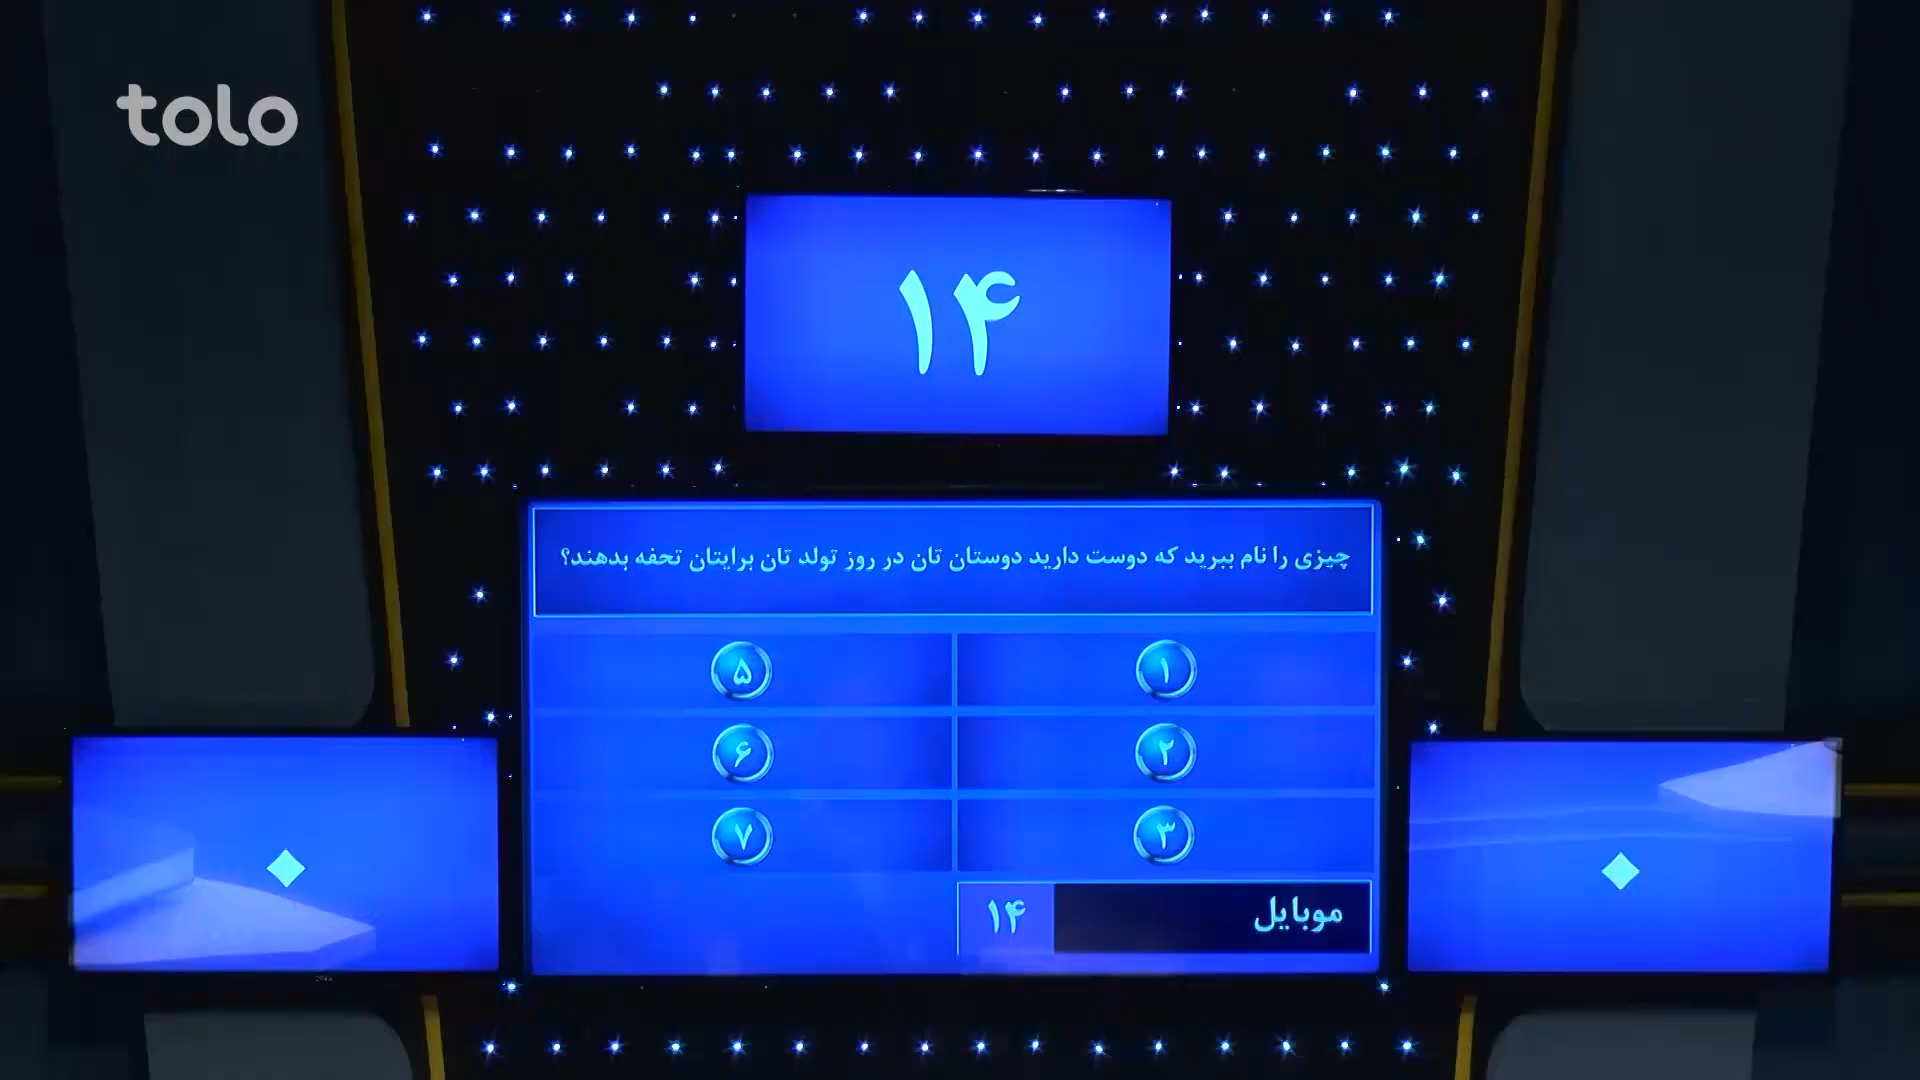 tolo
۱۴
چیزی را نام ببرید که دوست دارید دوستان تان در روز تولد تان برایتان تحفه بدهند؟
۱
۵
۲
۶
۳
۷
موبایل ۱۴